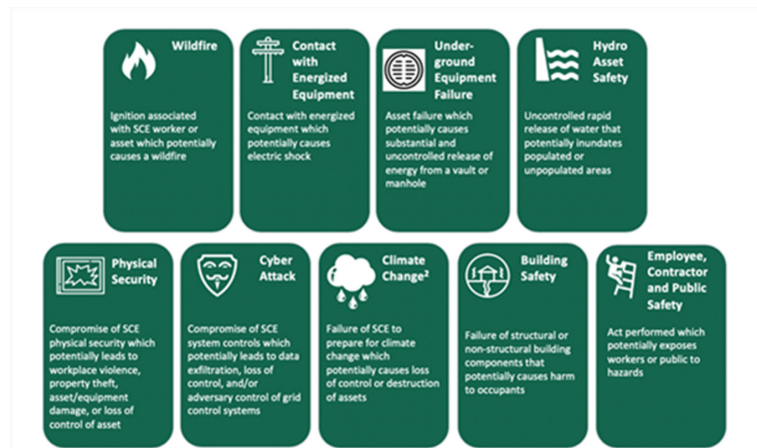 Wildfire
Ignition associated
with SCE worker or
asset which potentially
causes a wildfire
Contact
with
Energized
Equipment
Contact with energized
equipment which
potentially causes
electric shock
Under-
ground
Equipment
Failure
Asset failure which
potentially causes
substantial and
uncontrolled release of
energy from a vault or
manhole
Hydro
Asset
Safety
Uncontrolled rapid
release of water that
potentially inundates
populated or
unpopulated areas
Physical
Security
Compromise of SCE
physical security which
potentially leads to
workplace violence,
property theft,
asset/equipment
damage, or loss of
control of asset
Cyber
Attack
Compromise of SCE
system controls which
potentially leads to data
exfiltration, loss of
control, and/or
adversary control of grid
control systems
Climate
Change²
Failure of SCE to
prepare for climate
change which
potentially causes loss
of control or destruction
of assets
Building
Safety
Failure of structural or
non-structural building
components that
potentially causes harm
to occupants
Employee,
Contractor
and Public
Safety
Act performed which
potentially exposes
workers or public to
hazards